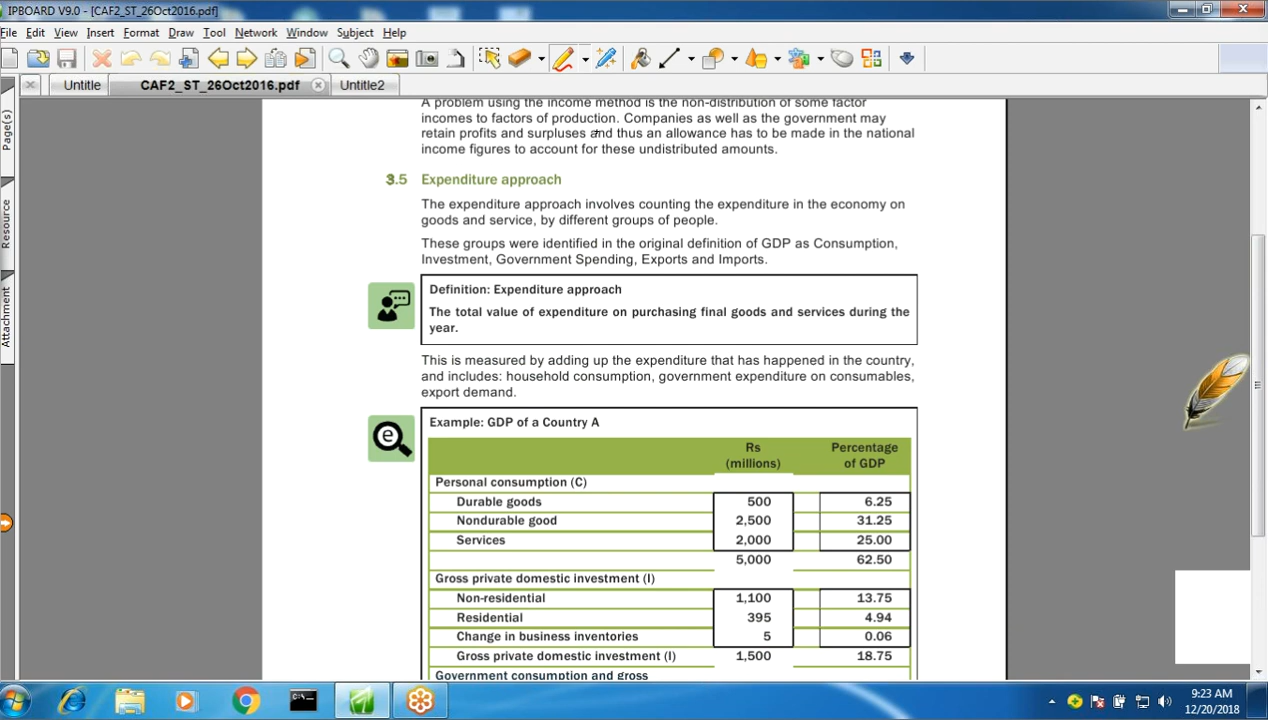 IPBOARD V9.0 - [CAF2_ST_26Oct2016.pdf]
File Edit View Insert Format Draw Tool Network Window Subject Help
Untitle CAF2_ST_26Oct2016.pdf Untitle2
Page(s)
Resource
Attachment
A problem using the income method is the non-distribution of some factor
incomes to factors of production. Companies as well as the government may
retain profits and surpluses and thus an allowance has to be made in the national
income figures to account for these undistributed amounts.
3.5 Expenditure approach
The expenditure approach involves counting the expenditure in the economy on
goods and service, by different groups of people.
These groups were identified in the original definition of GDP as Consumption,
Investment, Government Spending, Exports and Imports.
Definition: Expenditure approach
The total value of expenditure on purchasing final goods and services during the
year.
This is measured by adding up the expenditure that has happened in the country,
and includes: household consumption, government expenditure on consumables,
export demand.
e
Example: GDP of a Country A
Rs Percentage
(millions) of GDP
Personal consumption (C)
Durable goods 500 6.25
Nondurable good 2,500 31.25
Services 2,000 25.00
5,000 62.50
Gross private domestic investment (I)
Non-residential 1,100 13.75
Residential 395 4.94
Change in business inventories 5 0.06
Gross private domestic investment (I) 1,500 18.75
Government consumption and gross
9:23 AM
12/20/2018